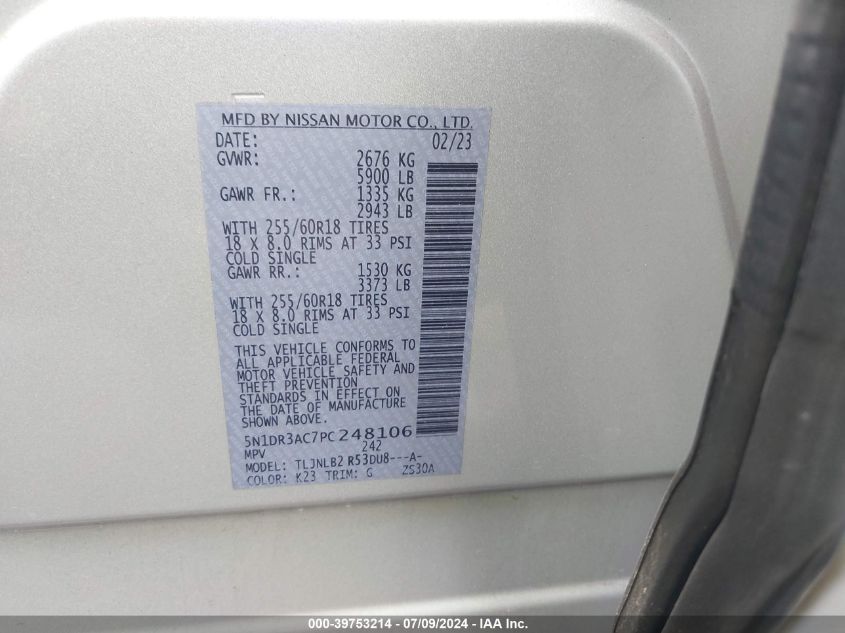 MFD BY NISSAN MOTOR CO., LTD.
DATE: 02/23
GVWR: 2676 KG
5900 LB
GAWR FR.: 1335 KG
2943 LB
WITH 255/60R18 TIRES
18 X 8.0 RIMS AT 33 PSI
COLD SINGLE
GAWR RR.: 1530 KG
3373 LB
WITH 255/60R18 TIRES
18 X 8.0 RIMS AT 33 PSI
COLD SINGLE
THIS VEHICLE CONFORMS TO
ALL APPLICABLE FEDERAL
MOTOR VEHICLE SAFETY AND
THEFT PREVENTION
STANDARDS IN EFFECT ON
THE DATE OF MANUFACTURE
SHOWN ABOVE.
5N1DR3AC7PC248106
MPV 242
MODEL: TLJNLB2 R53DU8---A-
COLOR: K23 TRIM: G ZS30A
000-39753214 - 07/09/2024 - IAA Inc.